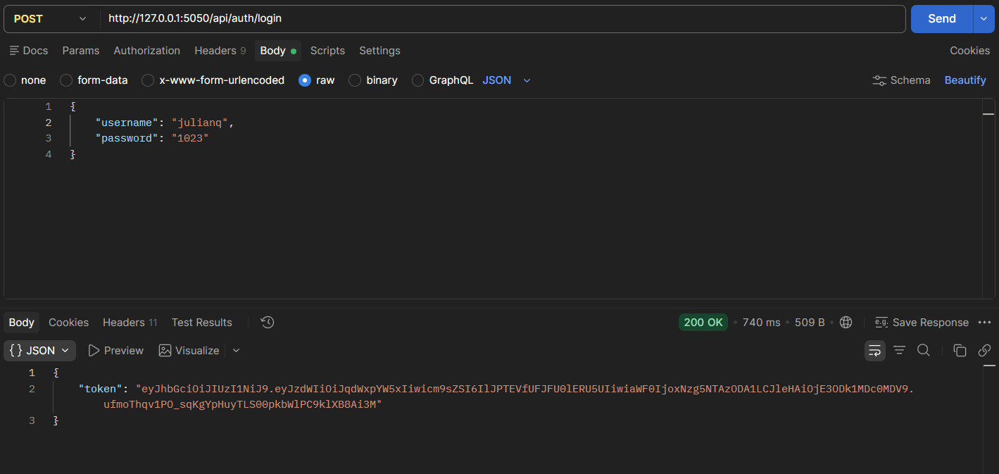 POST http://127.0.0.1:5050/api/auth/login Send
Docs Params Authorization Headers 9 Body Scripts Settings Cookies
none form-data x-www-form-urlencoded raw binary GraphQL JSON Schema Beautify
1 {
2 "username": "julianq",
3 "password": "1023"
4 }
Body Cookies Headers 11 Test Results 200 OK 740 ms 509 B e.g. Save Response
{} JSON Preview Visualize
1 {
2 "token": "eyJhbGciOiJIUzI1NiJ9.eyJzdWIiOiJqdWxpYW5xIiwicm9sZSI6IlJPTEVfUFJFU0lERU5UIiwiaWF0IjoxNzg5NTAzODA1LCJleHAiOjE3ODk1MDc0MDV9.
ufmoThqv1PO_sqKgYpHuyTLS00pkbWlPC9klXB8Ai3M"
3 }